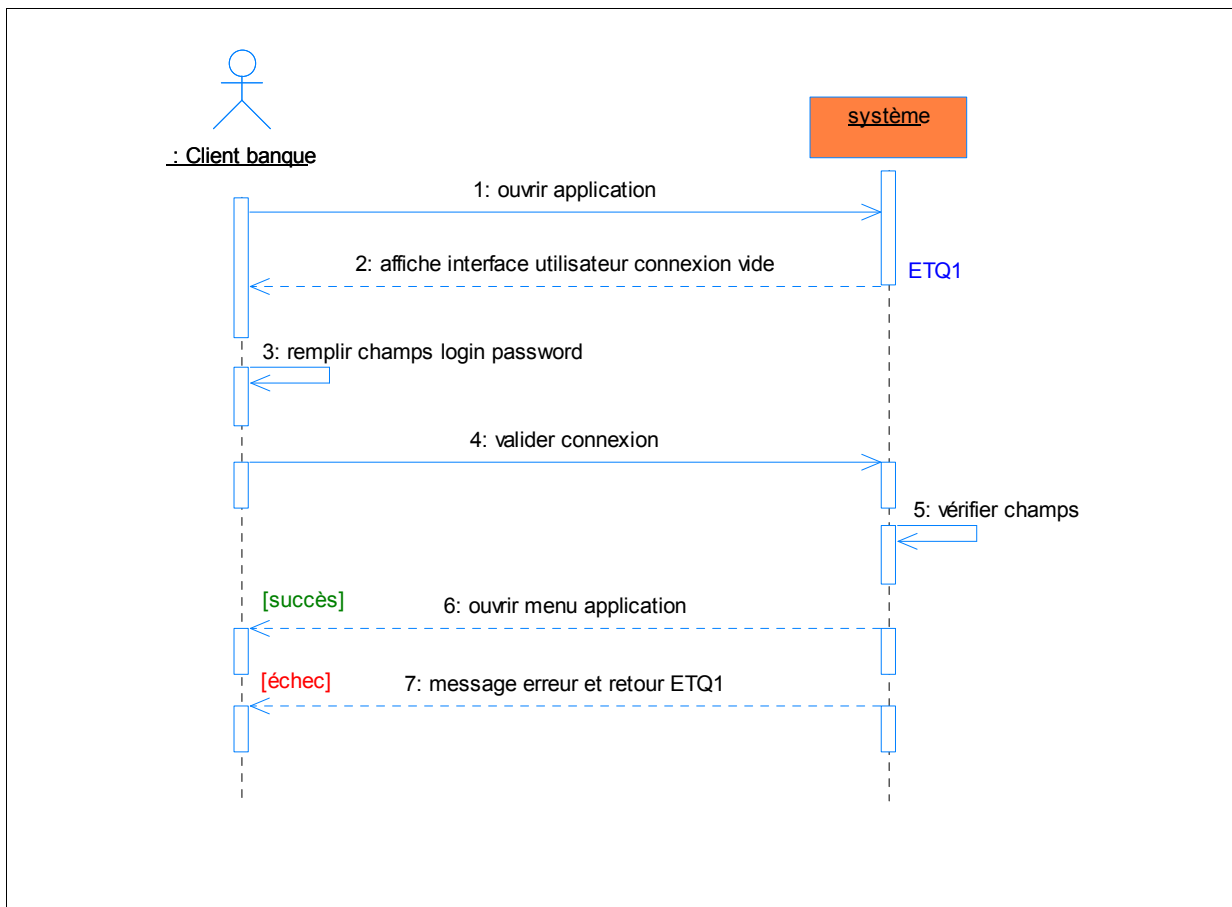 système
: Client banque
1: ouvrir application
2: affiche interface utilisateur connexion vide
ETQ1
3: remplir champs login password
4: valider connexion
5: vérifier champs
[succès]
6: ouvrir menu application
[échec]
7: message erreur et retour ETQ1